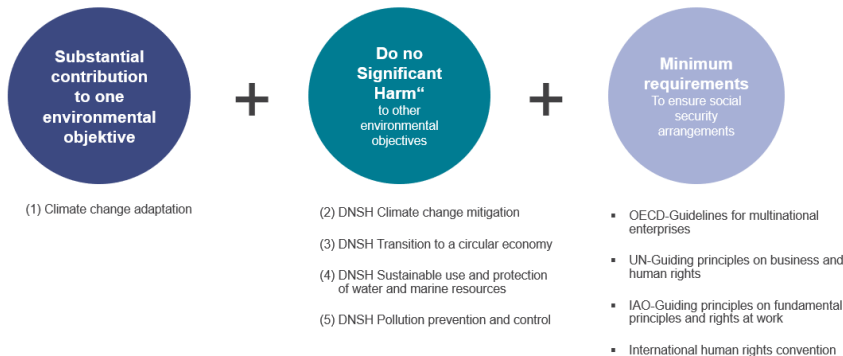 Substantial
contribution
to one
environmental
objektive
+
Do no
Significant
Harm“
to other
environmental
objectives
+
Minimum
requirements
To ensure social
security
arrangements
(1) Climate change adaptation
(2) DNSH Climate change mitigation
(3) DNSH Transition to a circular economy
(4) DNSH Sustainable use and protection
of water and marine resources
(5) DNSH Pollution prevention and control
▪ OECD-Guidelines for multinational
enterprises
▪ UN-Guiding principles on business and
human rights
▪ IAO-Guiding principles on fundamental
principles and rights at work
▪ International human rights convention